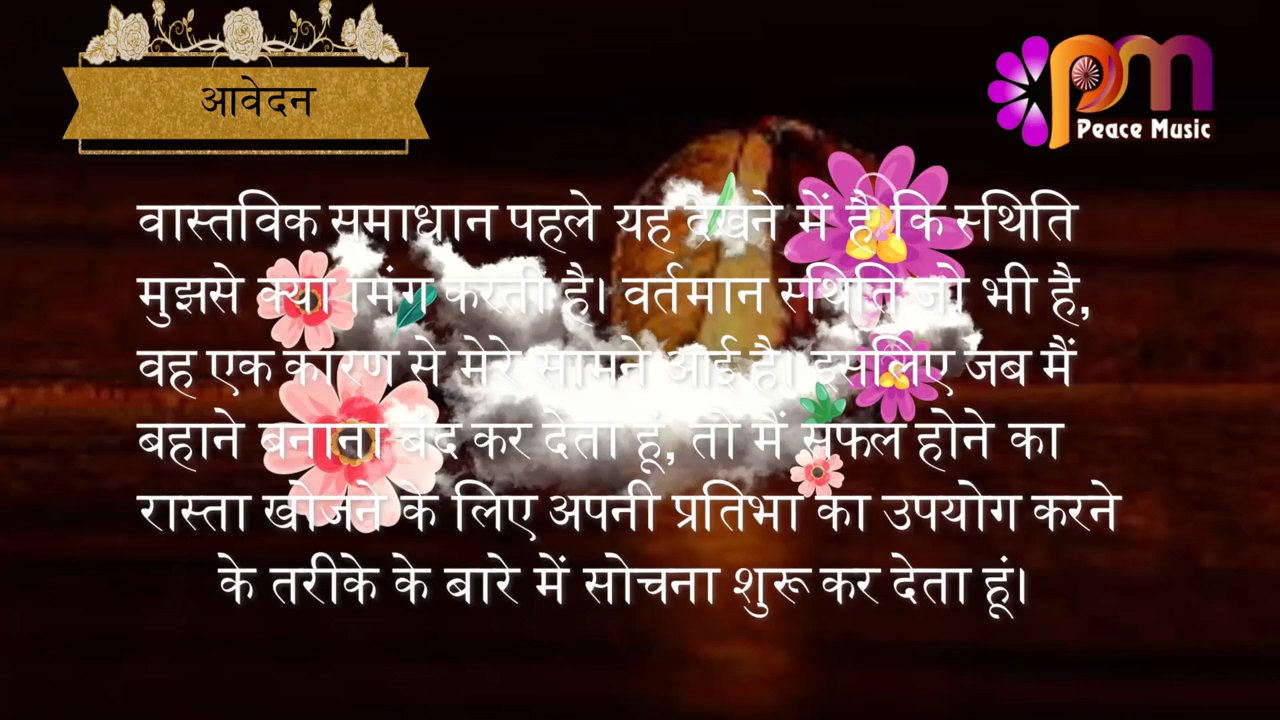 आवेदन
Peace Music
वास्तविक समाधान पहले यह देखने में है कि स्थिति
मुझसे क्या मांग करती है। वर्तमान स्थिति जो भी है,
वह एक कारण से मेरे सामने आई है। इसलिए जब मैं
बहाने बनाना बंद कर देता हूं, तो मैं सफल होने का
रास्ता खोजने के लिए अपनी प्रतिभा का उपयोग करने
के तरीके के बारे में सोचना शुरू कर देता हूं।